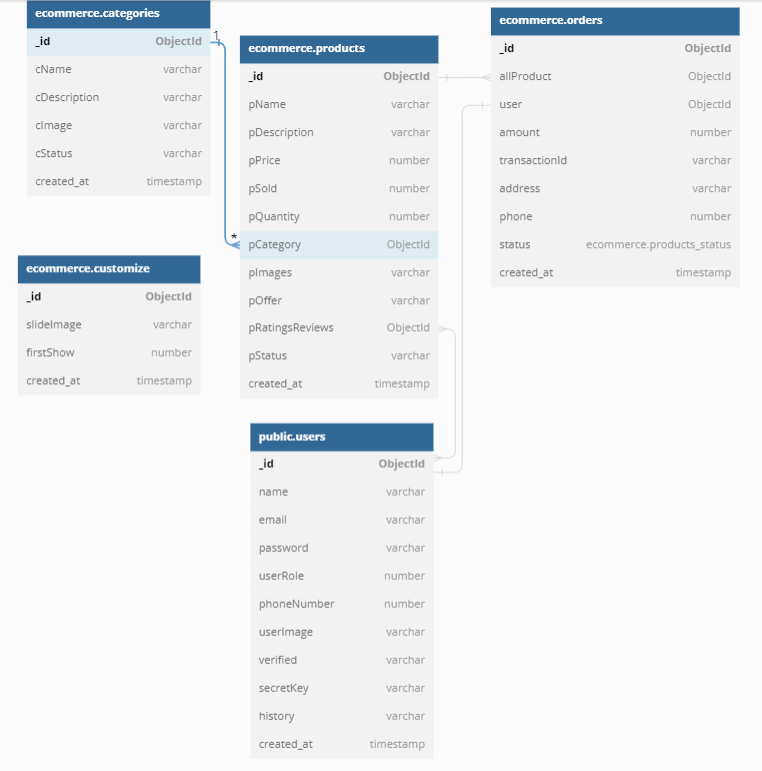 ecommerce.categories
_id ObjectId
cName varchar
cDescription varchar
cImage varchar
cStatus varchar
created_at timestamp
1
*
ecommerce.products
_id ObjectId
pName varchar
pDescription varchar
pPrice number
pSold number
pQuantity number
pCategory ObjectId
pImages varchar
pOffer varchar
pRatingsReviews ObjectId
pStatus varchar
created_at timestamp
ecommerce.orders
_id ObjectId
allProduct ObjectId
user ObjectId
amount number
transactionId varchar
address varchar
phone number
status ecommerce.products_status
created_at timestamp
ecommerce.customize
_id ObjectId
slideImage varchar
firstShow number
created_at timestamp
public.users
_id ObjectId
name varchar
email varchar
password varchar
userRole number
phoneNumber number
userImage varchar
verified varchar
secretKey varchar
history varchar
created_at timestamp